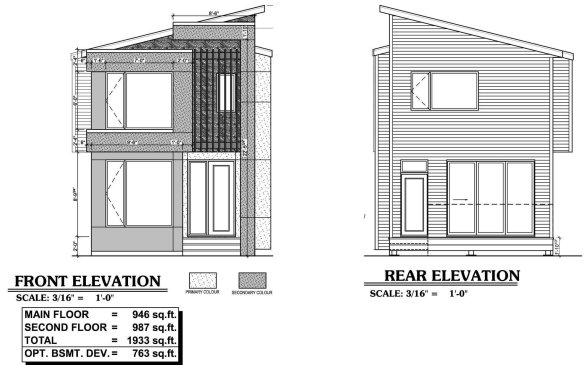 6'-6"
FRONT ELEVATION
SCALE: 3/16" = 1'-0"
PRIMARY COLOUR
SECONDARY COLOUR
MAIN FLOOR = 946 sq.ft.
SECOND FLOOR = 987 sq.ft.
TOTAL = 1933 sq.ft.
OPT. BSMT. DEV. = 763 sq.ft.
REAR ELEVATION
SCALE: 3/16" = 1'-0"